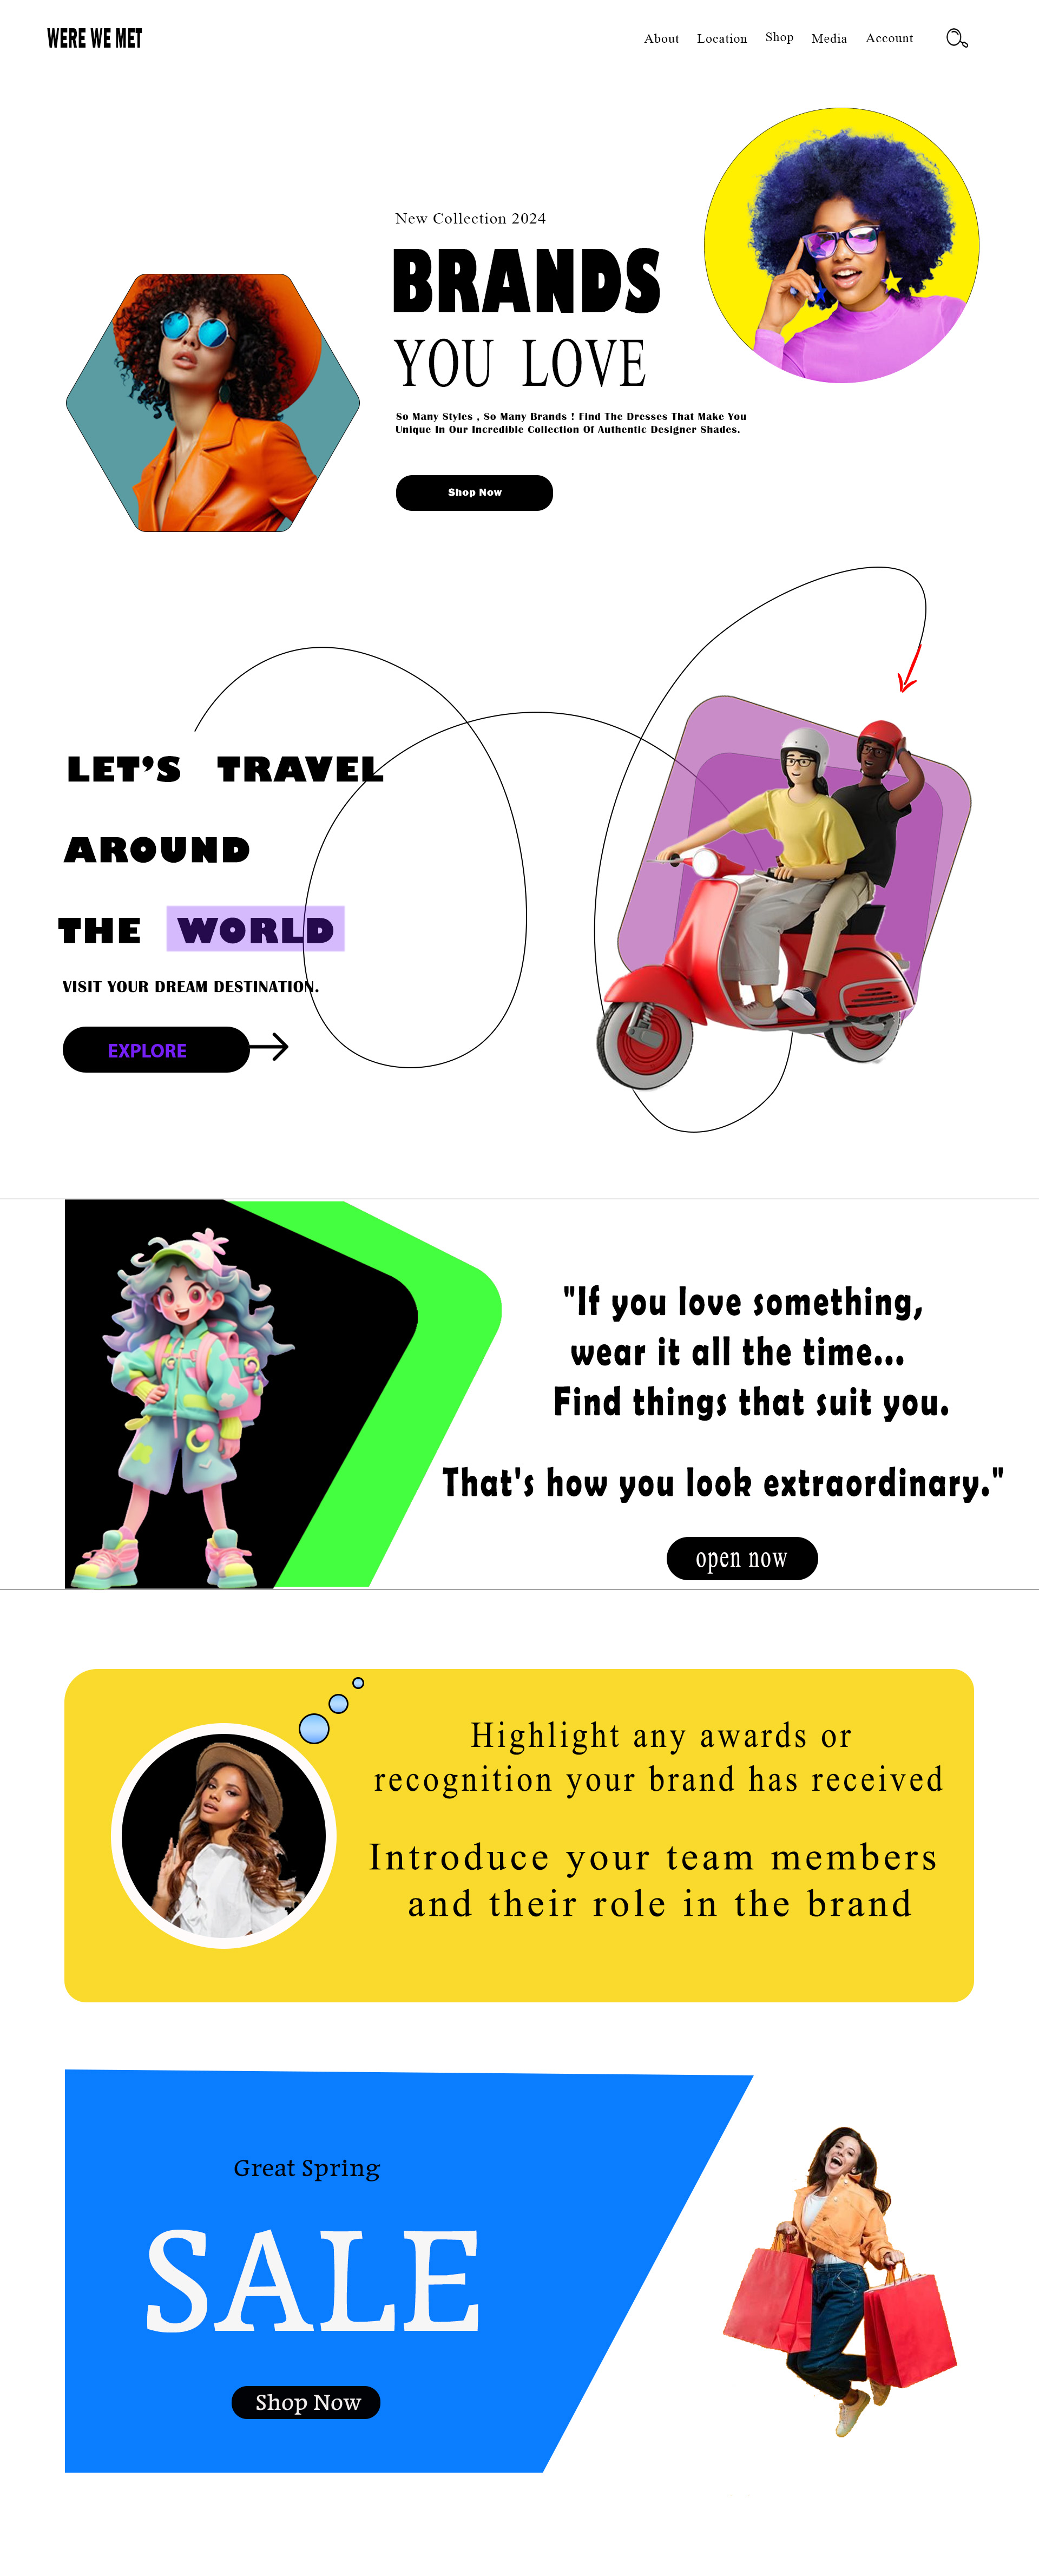 WERE WE MET
About Location Shop Media Account
New Collection 2024
BRANDS
YOU LOVE
So Many Styles , So Many Brands ! Find The Dresses That Make You
Unique In Our Incredible Collection Of Authentic Designer Shades.
Shop Now
LET'S TRAVEL
AROUND
THE WORLD
VISIT YOUR DREAM DESTINATION.
EXPLORE
"If you love something,
wear it all the time...
Find things that suit you.
That's how you look extraordinary."
open now
Highlight any awards or
recognition your brand has received
Introduce your team members
and their role in the brand
Great Spring
SALE
Shop Now